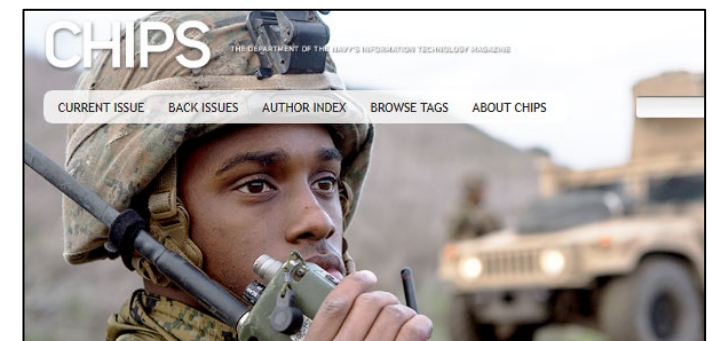 CHIPS
THE DEPARTMENT OF THE NAVY'S INFORMATION TECHNOLOGY MAGAZINE
CURRENT ISSUE BACK ISSUES AUTHOR INDEX BROWSE TAGS ABOUT CHIPS